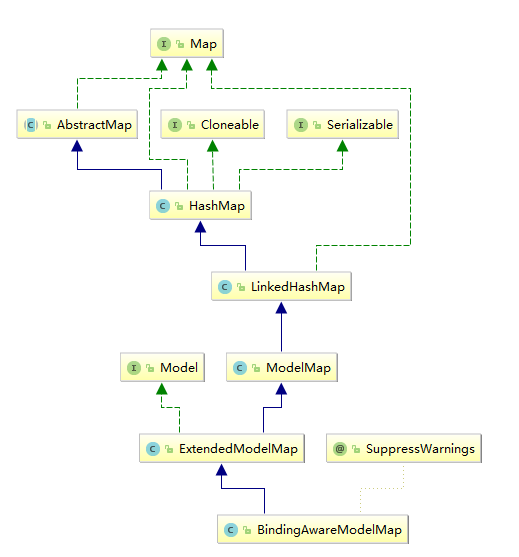 I Map
C AbstractMap
I Cloneable
I Serializable
C HashMap
C LinkedHashMap
I Model
C ModelMap
C ExtendedModelMap
@ SuppressWarnings
C BindingAwareModelMap